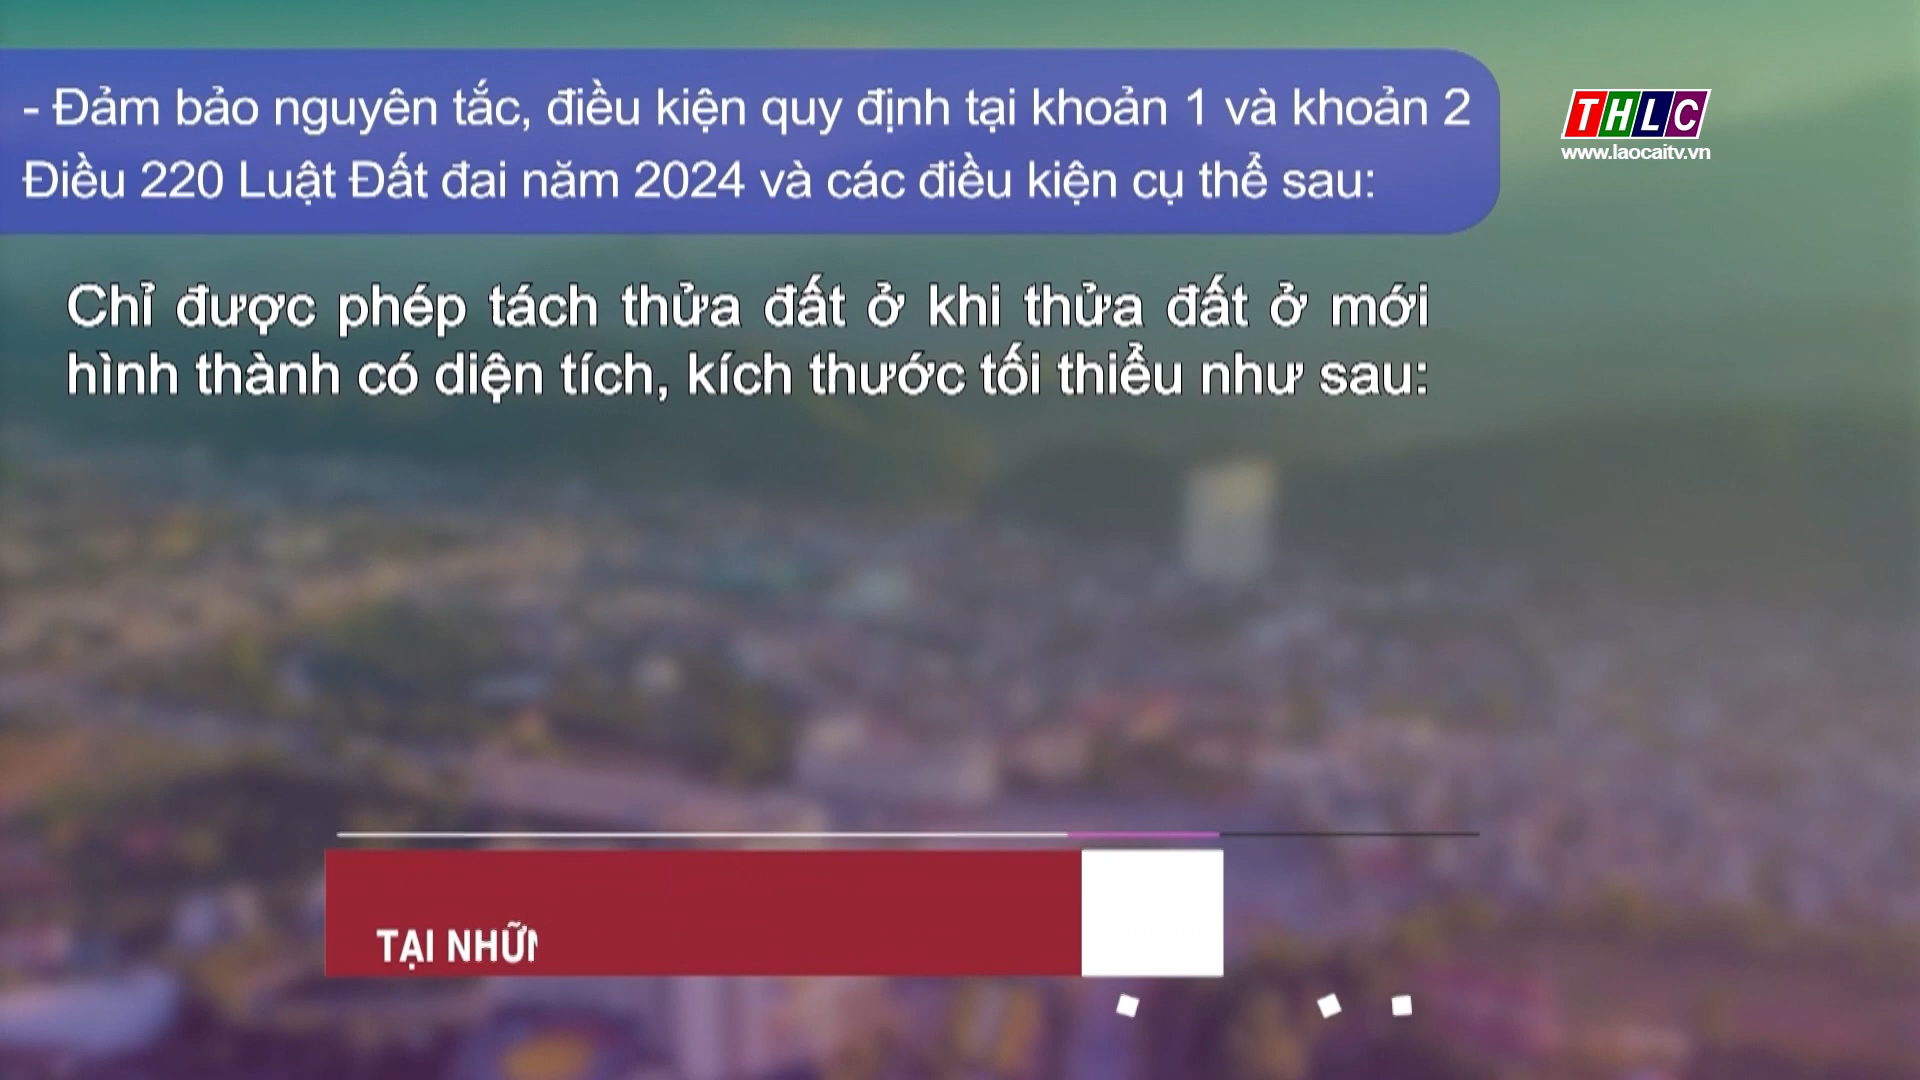 - Đảm bảo nguyên tắc, điều kiện quy định tại khoản 1 và khoản 2
Điều 220 Luật Đất đai năm 2024 và các điều kiện cụ thể sau:
THLC
www.laocaitv.vn
Chỉ được phép tách thửa đất ở khi thửa đất ở mới
hình thành có diện tích, kích thước tối thiểu như sau:
TẠI